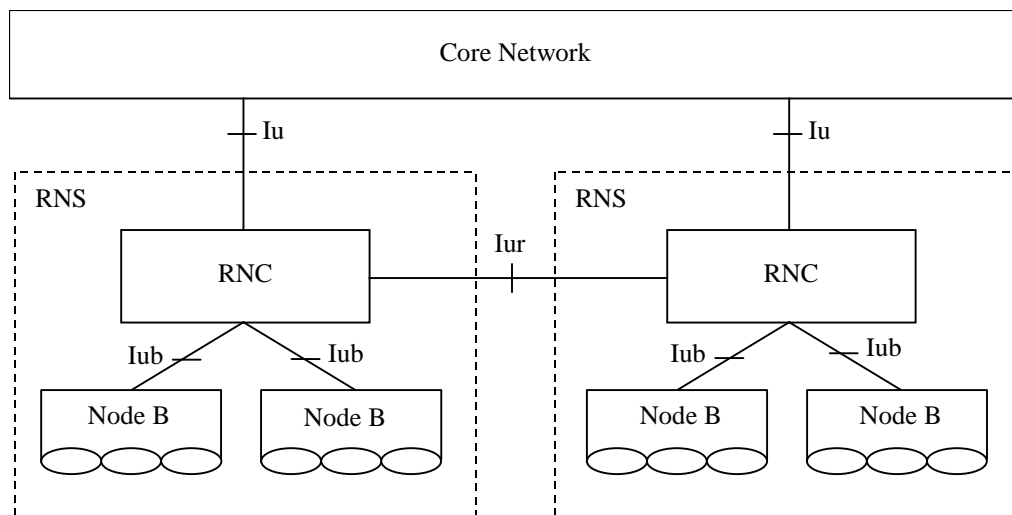 Core Network
Iu
Iu
RNS
RNS
Iur
RNC
RNC
Iub
Iub
Iub
Iub
Node B
Node B
Node B
Node B